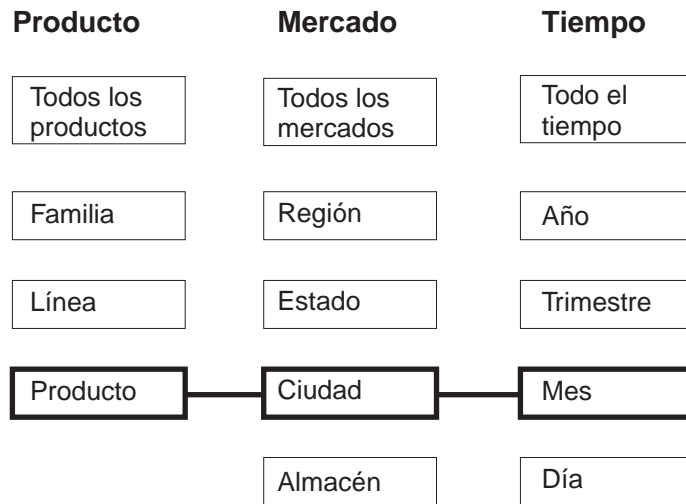 Producto Mercado Tiempo
Todos los
productos
Todos los
mercados
Todo el
tiempo
Familia Región Año
Línea Estado Trimestre
Producto Ciudad Mes
Almacén Día